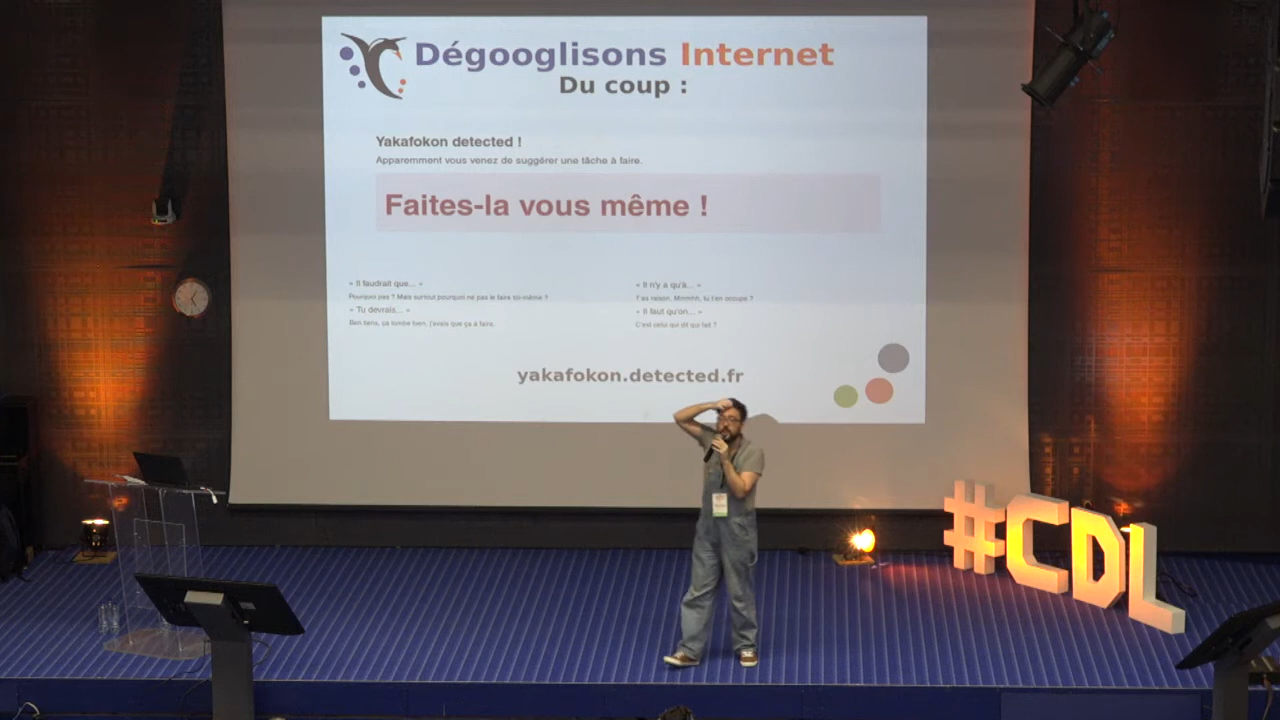 Dégooglisons Internet
Du coup :
Yakafokon detected !
Apparemment vous venez de suggérer une tâche à faire.
Faites-la vous même !
« Il faudrait que... »
Pourquoi pas ? Mais surtout pourquoi ne pas le faire toi-même ?
« Tu devrais... »
Ben tiens, ça tombe bien, j'avais que ça à faire.
« Il n'y a qu'à... »
T'as raison. Mmmhh, tu t'en occupe ?
« Il faut qu'on... »
C'est celui qui dit qui fait ?
yakafokon.detected.fr
#CDL